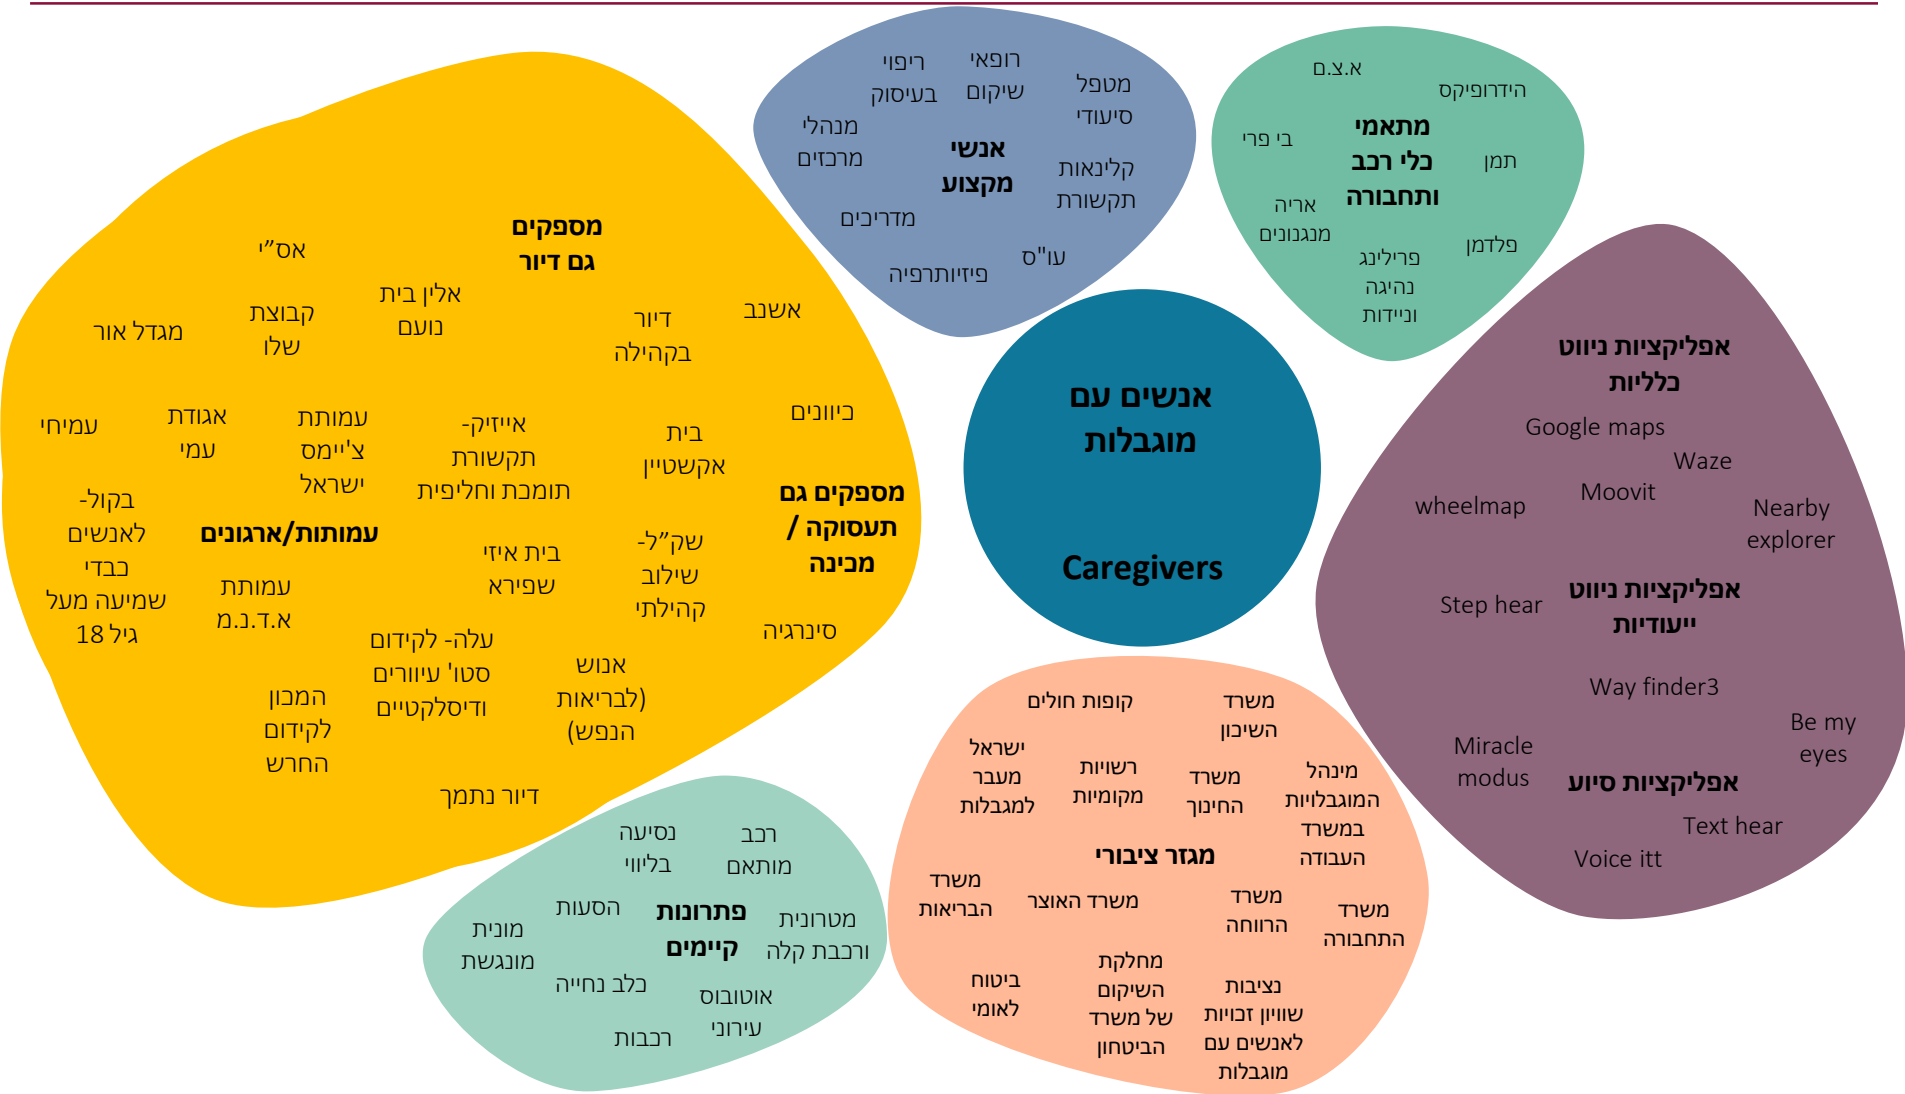 רופאי
שיקום
ריפוי
בעיסוק
מטפל
סיעודי
מנהלי
מרכזים
אנשי
מקצוע
קלינאות
תקשורת
מדריכים
עו"ס
פיזיותרפיה
א.צ.ם
הידרופיקס
מתאמי
כלי רכב
ותחבורה
בי פרי
תמן
אריה
מנגנונים
פלדמן
פרילינג
נהיגה
וניידות
מספקים
גם דיור
אס״י
אלין בית
נועם
קבוצת
שלו
מגדל אור
דיור
בקהילה
אשנב
כיוונים
בית
אקשטיין
אייזיק-
תקשורת
תומכת וחליפית
עמותת
צ'יימס
ישראל
אגודת
עמי
עמיחי
מספקים גם
תעסוקה /
מכינה
עמותות/ארגונים
בקול-
לאנשים
כבדי
שמיעה מעל
גיל 18
שק״ל-
שילוב
קהילתי
בית איזי
שפירא
עמותת
א.ד.נ.מ
סינרגיה
עלה- לקידום
סטו' עיוורים
ודיסלקטיים
אנוש
(לבריאות
הנפש)
המכון
לקידום
החרש
דיור נתמך
אנשים עם
מוגבלות
Caregivers
אפליקציות ניווט
כלליות
Google maps
Waze
Moovit
wheelmap
Nearby
explorer
אפליקציות ניווט
ייעודיות
Step hear
Way finder3
Be my
eyes
Miracle
modus
אפליקציות סיוע
Text hear
Voice itt
קופות חולים
משרד
השיכון
ישראל
מעבר
למגבלות
רשויות
מקומיות
משרד
החינוך
מינהל
המוגבלויות
במשרד
העבודה
מגזר ציבורי
משרד
הבריאות
משרד האוצר
משרד
הרווחה
משרד
התחבורה
ביטוח
לאומי
מחלקת
השיקום
של משרד
הביטחון
נציבות
שוויון זכויות
לאנשים עם
מוגבלות
נסיעה
בליווי
רכב
מותאם
הסעות
פתרונות
קיימים
מטרונית
ורכבת קלה
מונית
מונגשת
כלב נחייה
אוטובוס
עירוני
רכבות